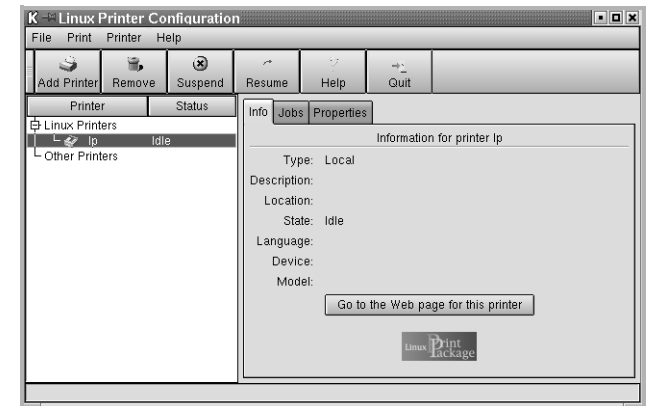 K Linux Printer Configuration
File Print Printer Help
Add Printer Remove Suspend Resume Help Quit
Printer Status
Linux Printers
lp Idle
Other Printers
Info Jobs Properties
Information for printer lp
Type: Local
Description:
Location:
State: Idle
Language:
Device:
Model:
Go to the Web page for this printer
Linux Print Package